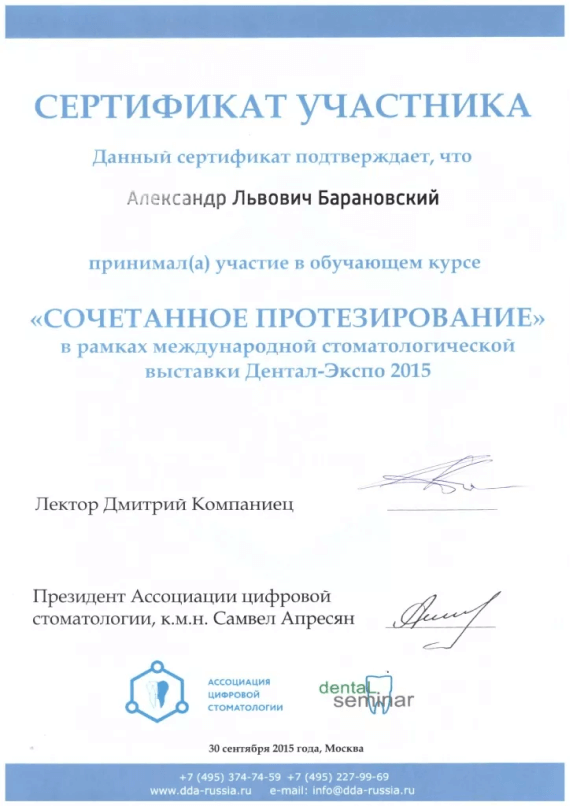 СЕРТИФИКАТ УЧАСТНИКА
Данный сертификат подтверждает, что
Александр Львович Барановский
принимал(а) участие в обучающем курсе
«СОЧЕТАННОЕ ПРОТЕЗИРОВАНИЕ»
в рамках международной стоматологической
выставки Дентал-Экспо 2015
Лектор Дмитрий Компаниец
Президент Ассоциации цифровой
стоматологии, к.м.н. Самвел Апресян
АССОЦИАЦИЯ
ЦИФРОВОЙ
СТОМАТОЛОГИИ
dental
seminar
30 сентября 2015 года, Москва
+7 (495) 374-74-59 +7 (495) 227-99-69
www.dda-russia.ru e-mail: info@dda-russia.ru